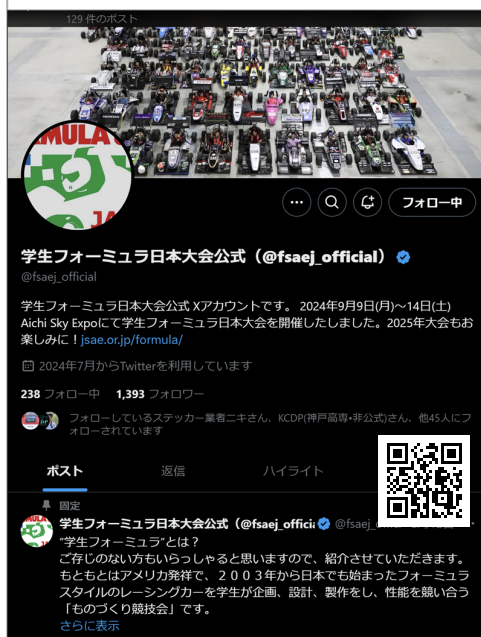 129 件のポスト
MULA
JA
フォロー中
学生フォーミュラ日本大会公式（@fsaej_official）
@fsaej_official
学生フォーミュラ日本大会公式 Xアカウントです。 2024年9月9日(月)〜14日(土)
Aichi Sky Expoにて学生フォーミュラ日本大会を開催したしました。2025年大会もお
楽しみに！jsae.or.jp/formula/
2024年7月からTwitterを利用しています
238 フォロー中 1,393 フォロワー
フォローしているステッカー業者ニキさん、KCDP(神戸高専•非公式)さん、他45人にフ
ォローされています
ポスト 返信 ハイライト
固定
学生フォーミュラ日本大会公式（@fsaej_officia @fsaej_
"学生フォーミュラ"とは？
ご存じのない方もいらっしゃると思いますので、紹介させていただきます。
もともとはアメリカ発祥で、２００３年から日本でも始まったフォーミュラ
スタイルのレーシングカーを学生が企画、設計、製作をし、性能を競い合う
「ものづくり競技会」です。
さらに表示